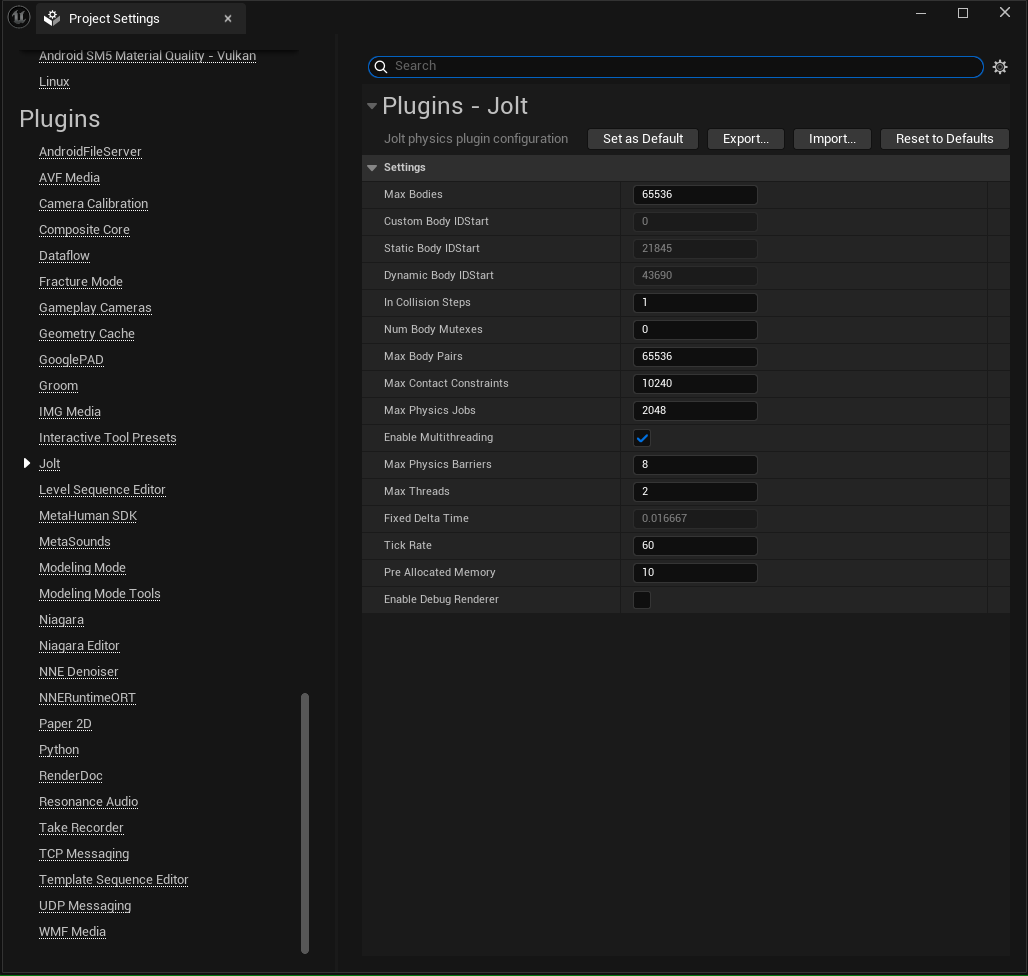 Project Settings
Android SM5 Material Quality - Vulkan
Linux
Plugins
AndroidFileServer
AVF Media
Camera Calibration
Composite Core
Dataflow
Fracture Mode
Gameplay Cameras
Geometry Cache
GooglePAD
Groom
IMG Media
Interactive Tool Presets
Jolt
Level Sequence Editor
MetaHuman SDK
MetaSounds
Modeling Mode
Modeling Mode Tools
Niagara
Niagara Editor
NNE Denoiser
NNERuntimeORT
Paper 2D
Python
RenderDoc
Resonance Audio
Take Recorder
TCP Messaging
Template Sequence Editor
UDP Messaging
WMF Media
Search
Plugins - Jolt
Jolt physics plugin configuration Set as Default Export... Import... Reset to Defaults
Settings
Max Bodies 65536
Custom Body IDStart 0
Static Body IDStart 21845
Dynamic Body IDStart 43690
In Collision Steps 1
Num Body Mutexes 0
Max Body Pairs 65536
Max Contact Constraints 10240
Max Physics Jobs 2048
Enable Multithreading
Max Physics Barriers 8
Max Threads 2
Fixed Delta Time 0.016667
Tick Rate 60
Pre Allocated Memory 10
Enable Debug Renderer